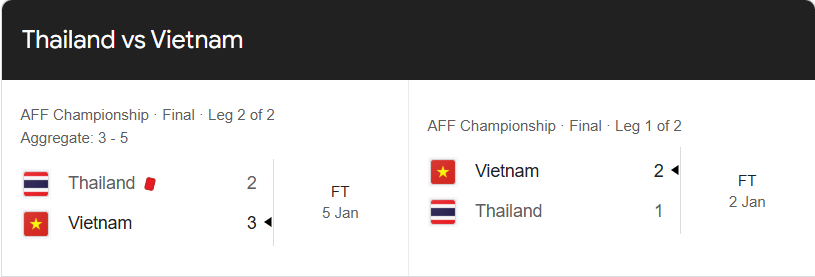 Thailand vs Vietnam
AFF Championship · Final · Leg 2 of 2
Aggregate: 3 - 5
Thailand 2
Vietnam 3
FT
5 Jan
AFF Championship · Final · Leg 1 of 2
Vietnam 2
Thailand 1
FT
2 Jan